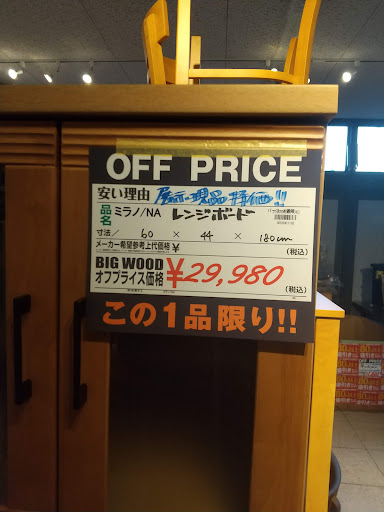 OFF PRICE
安い理由 展示現品 特価!!
品名 ミラノ/NA レンジボード
寸法/ 60 × 44 × 180cm
メーカー希望参考上代価格 ¥ (税込)
BIG WOOD
オフプライス価格 ¥29,980 (税込)
この1品限り!!